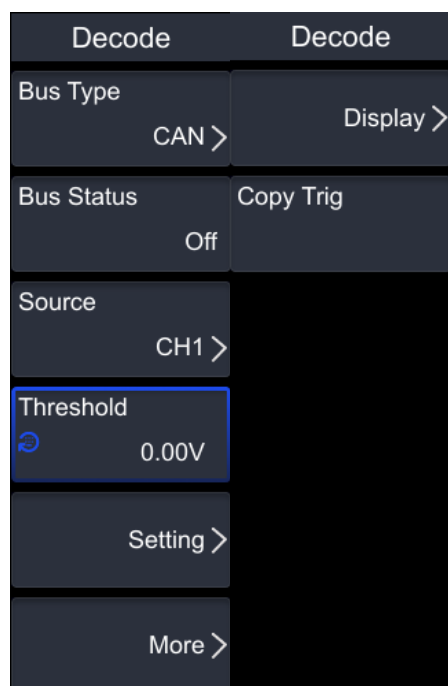 Decode
Bus Type
CAN >
Bus Status
Off
Source
CH1 >
Threshold
0.00V
Setting >
More >
Decode
Display >
Copy Trig